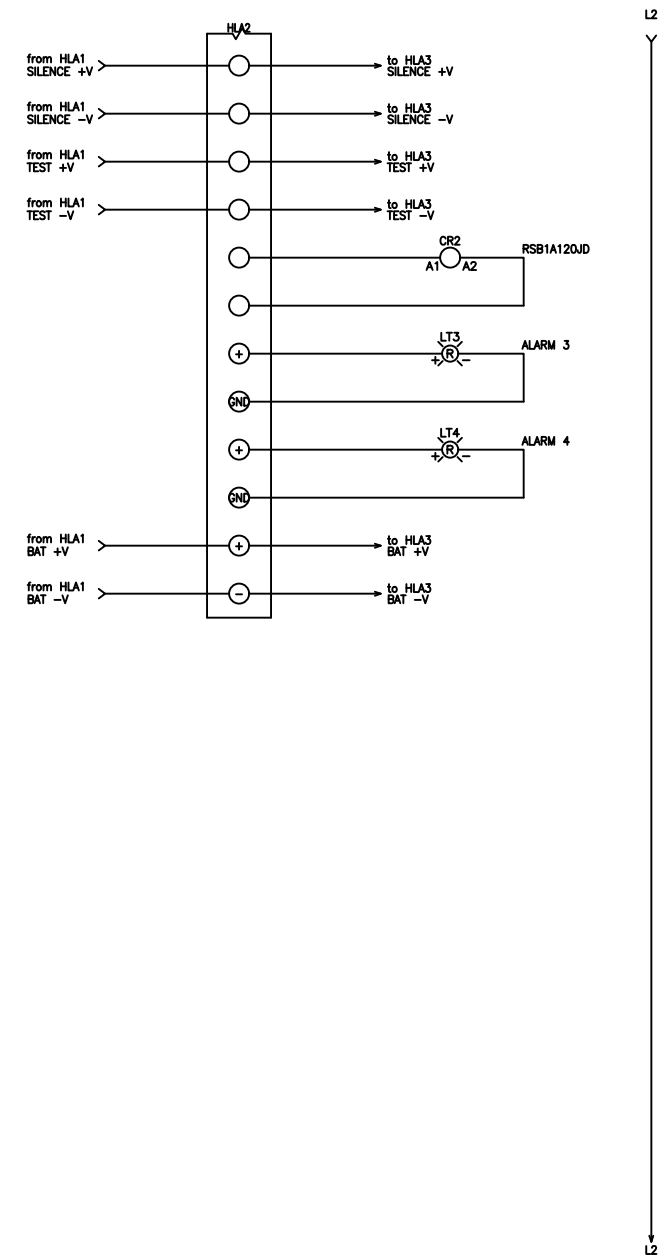 L2
HLA2
from HLA1
SILENCE +V
to HLA3
SILENCE +V
from HLA1
SILENCE −V
to HLA3
SILENCE −V
from HLA1
TEST +V
to HLA3
TEST +V
from HLA1
TEST −V
to HLA3
TEST −V
CR2
A1 A2
RSB1A120JD
LT3
+ R −
ALARM 3
+
GND
LT4
+ R −
ALARM 4
+
GND
from HLA1
BAT +V
+
to HLA3
BAT +V
from HLA1
BAT −V
−
to HLA3
BAT −V
L2